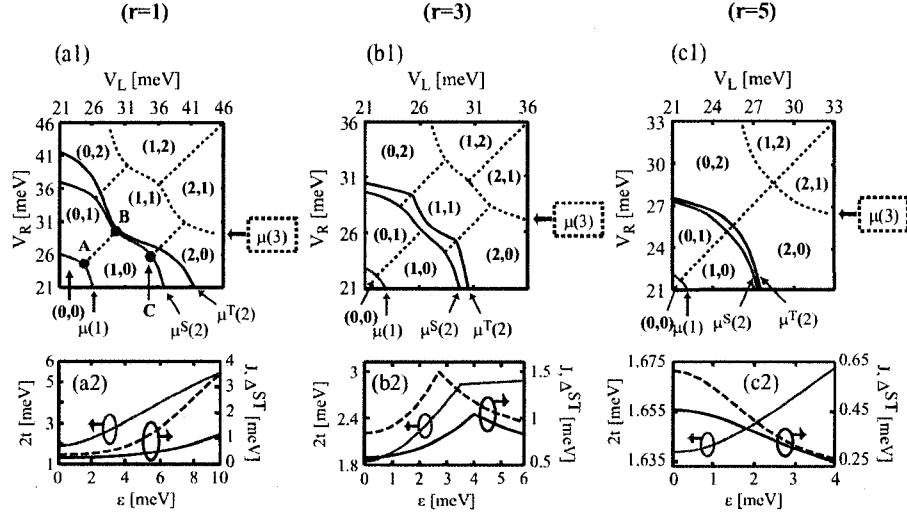 (r=1) (r=3) (r=5)
(a1) (b1) (c1)
V_L [meV] V_L [meV] V_L [meV]
21 26 31 36 41 46 21 26 31 36 21 24 27 30 33
46 36 33
41 33 30
36 30 27
31 29 24
26 26 21
21 24
21
V_R [meV] V_R [meV] V_R [meV]
(0,2) (1,2) (0,2) (1,2) (0,2) (1,2)
(1,1) (2,1) (1,1) (2,1) (2,1)
(0,1) B (0,1) (0,1)
A (1,0) (2,0) (1,0) (2,0) (1,0) (2,0)
μ(3) μ(3) μ(3)
(0,0) μ(1) C μ^S(2) μ^T(2) (0,0) μ(1) μ^S(2) μ^T(2) (0,0) μ(1) μ^S(2) μ^T(2)
(a2) (b2) (c2)
2t [meV] J, Δ^ST [meV] 2t [meV] J, Δ^ST [meV] 2t [meV] J, Δ^ST [meV]
6 4 3 1.5 1.675 0.65
5 3 2.4 1 1.655 0.45
3 2 1.8 0.5 1.635 0.25
1 1
0
0 2 4 6 8 10 0 1 2 3 4 5 6 0 1 2 3 4
ε [meV] ε [meV] ε [meV]